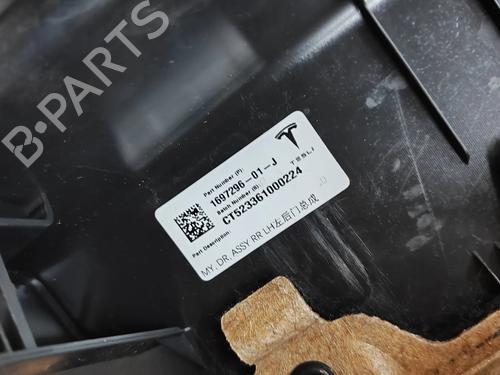 B-PARTS
Part Number (P):
1697296-01-J
Batch Number (B):
CT523361000224
Part Description:
MY, DR, ASSY, RR, LH左后门总成
TESLA